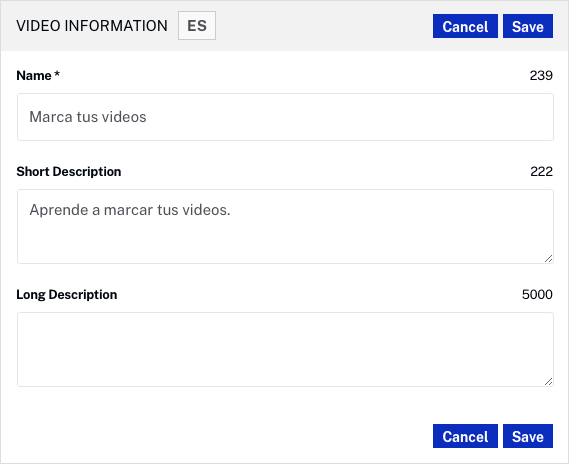 VIDEO INFORMATION ES Cancel Save
Name * 239
Marca tus videos
Short Description 222
Aprende a marcar tus videos.
Long Description 5000
Cancel Save